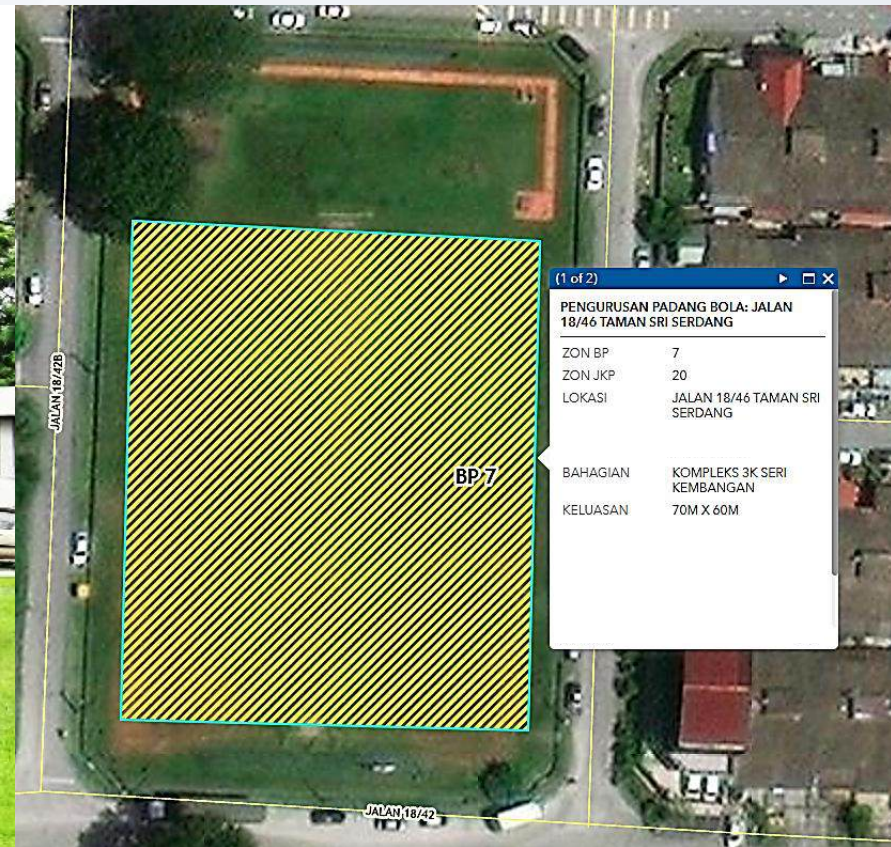 (1 of 2)
PENGURUSAN PADANG BOLA: JALAN
18/46 TAMAN SRI SERDANG
ZON BP 7
ZON JKP 20
LOKASI JALAN 18/46 TAMAN SRI
SERDANG
BAHAGIAN KOMPLEKS 3K SERI
KEMBANGAN
KELUASAN 70M X 60M
JALAN 18/42B
BP 7
JALAN 18/42